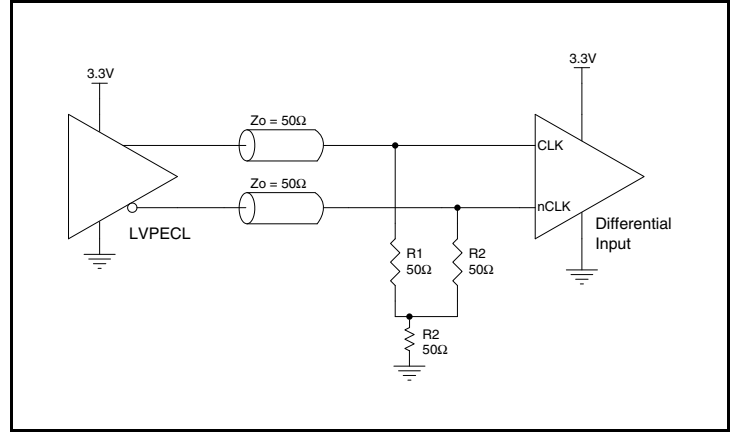 3.3V
3.3V
Zo = 50Ω
CLK
Zo = 50Ω
nCLK
LVPECL
Differential
Input
R1
50Ω
R2
50Ω
R2
50Ω